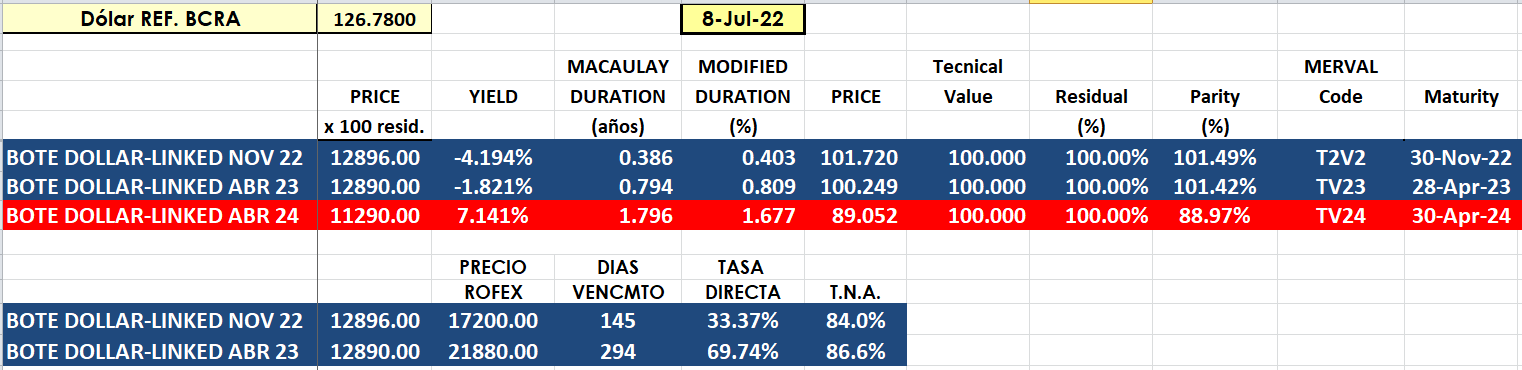 Dólar REF. BCRA 126.7800 8-Jul-22
MACAULAY MODIFIED Tecnical MERVAL
PRICE YIELD DURATION DURATION PRICE Value Residual Parity Code Maturity
x 100 resid. (años) (%) (%) (%)
BOTE DOLLAR-LINKED NOV 22 12896.00 -4.194% 0.386 0.403 101.720 100.000 100.00% 101.49% T2V2 30-Nov-22
BOTE DOLLAR-LINKED ABR 23 12890.00 -1.821% 0.794 0.809 100.249 100.000 100.00% 101.42% TV23 28-Apr-23
BOTE DOLLAR-LINKED ABR 24 11290.00 7.141% 1.796 1.677 89.052 100.000 100.00% 88.97% TV24 30-Apr-24
PRECIO DIAS TASA
ROFEX VENCMTO DIRECTA T.N.A.
BOTE DOLLAR-LINKED NOV 22 12896.00 17200.00 145 33.37% 84.0%
BOTE DOLLAR-LINKED ABR 23 12890.00 21880.00 294 69.74% 86.6%